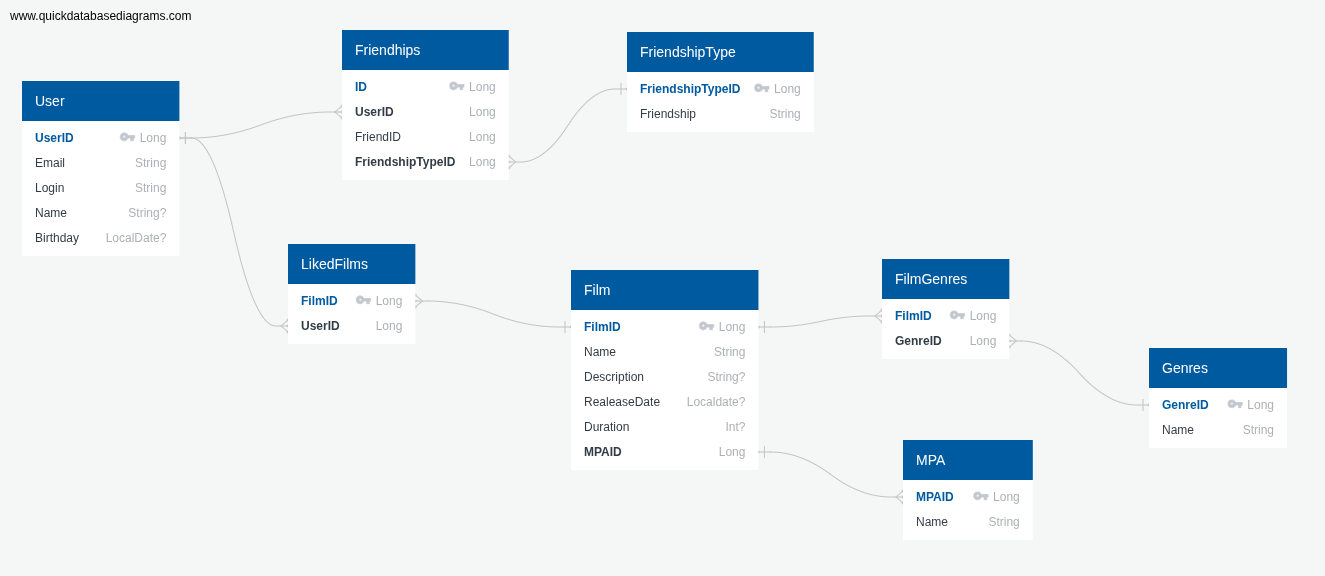 www.quickdatabasediagrams.com
User
UserID Long
Email String
Login String
Name String?
Birthday LocalDate?
Friendhips
ID Long
UserID Long
FriendID Long
FriendshipTypeID Long
FriendshipType
FriendshipTypeID Long
Friendship String
LikedFilms
FilmID Long
UserID Long
Film
FilmID Long
Name String
Description String?
RealeaseDate Localdate?
Duration Int?
MPAID Long
FilmGenres
FilmID Long
GenreID Long
Genres
GenreID Long
Name String
MPA
MPAID Long
Name String